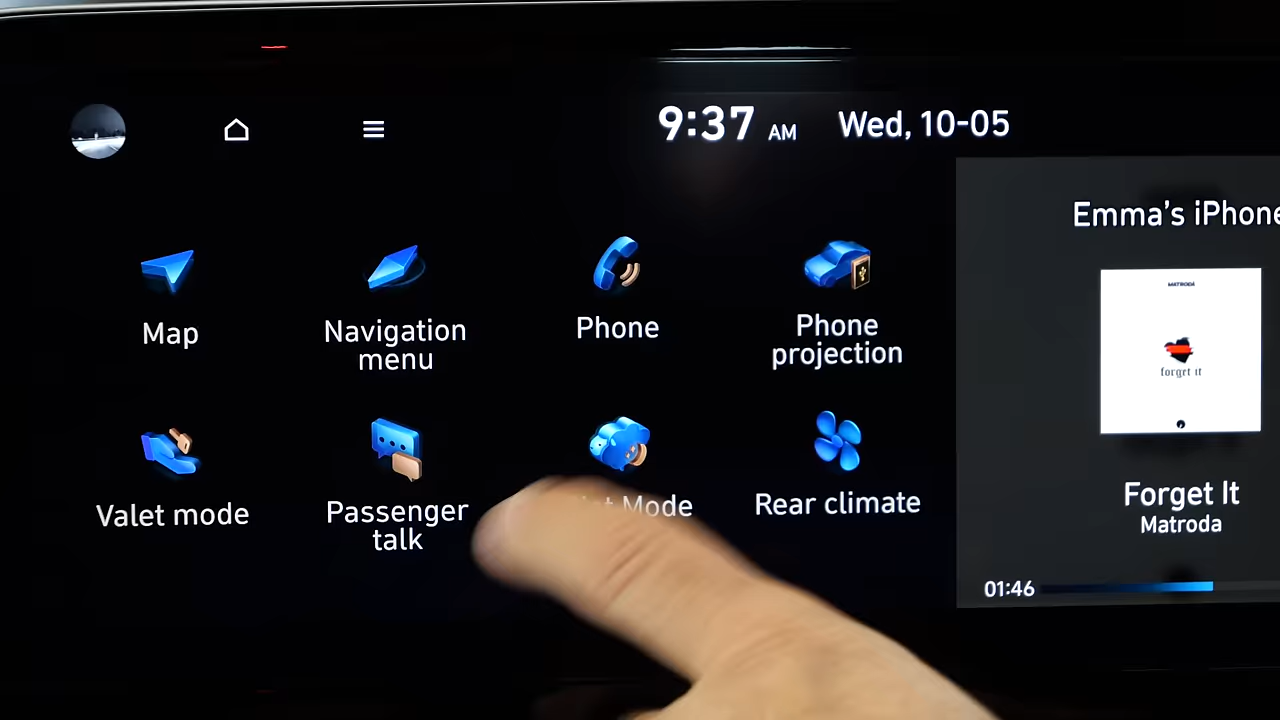 9:37 AM Wed, 10-05
Emma's iPhone
Map
Navigation
menu
Phone
Phone
projection
MATRODA
forget it
Valet mode
Passenger
talk
Mode
Rear climate
Forget It
Matroda
01:46